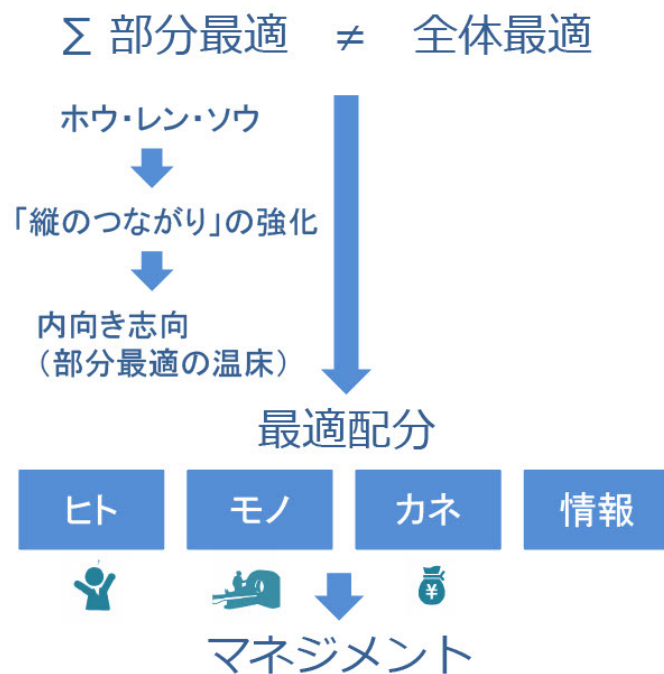 ∑ 部分最適 ≠ 全体最適
ホウ・レン・ソウ
「縦のつながり」の強化
内向き志向
（部分最適の温床）
最適配分
ヒト モノ カネ 情報
¥
マネジメント